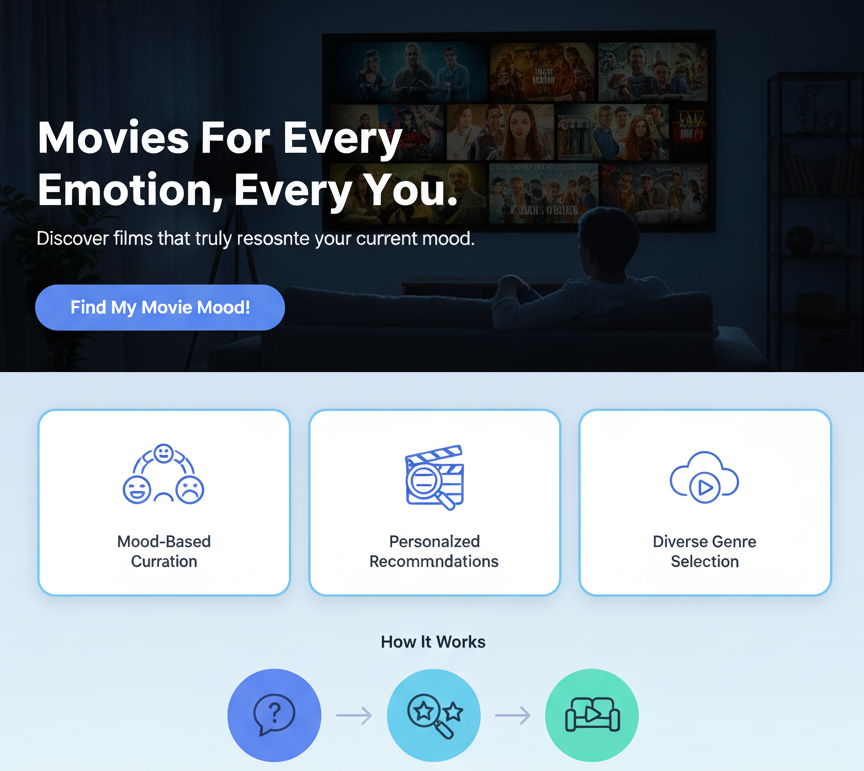 Movies For Every
Emotion, Every You.
Discover films that truly resosnte your current mood.
Find My Movie Mood!
Mood-Based
Curration
Personalzed
Recommndations
Diverse Genre
Selection
How It Works
?